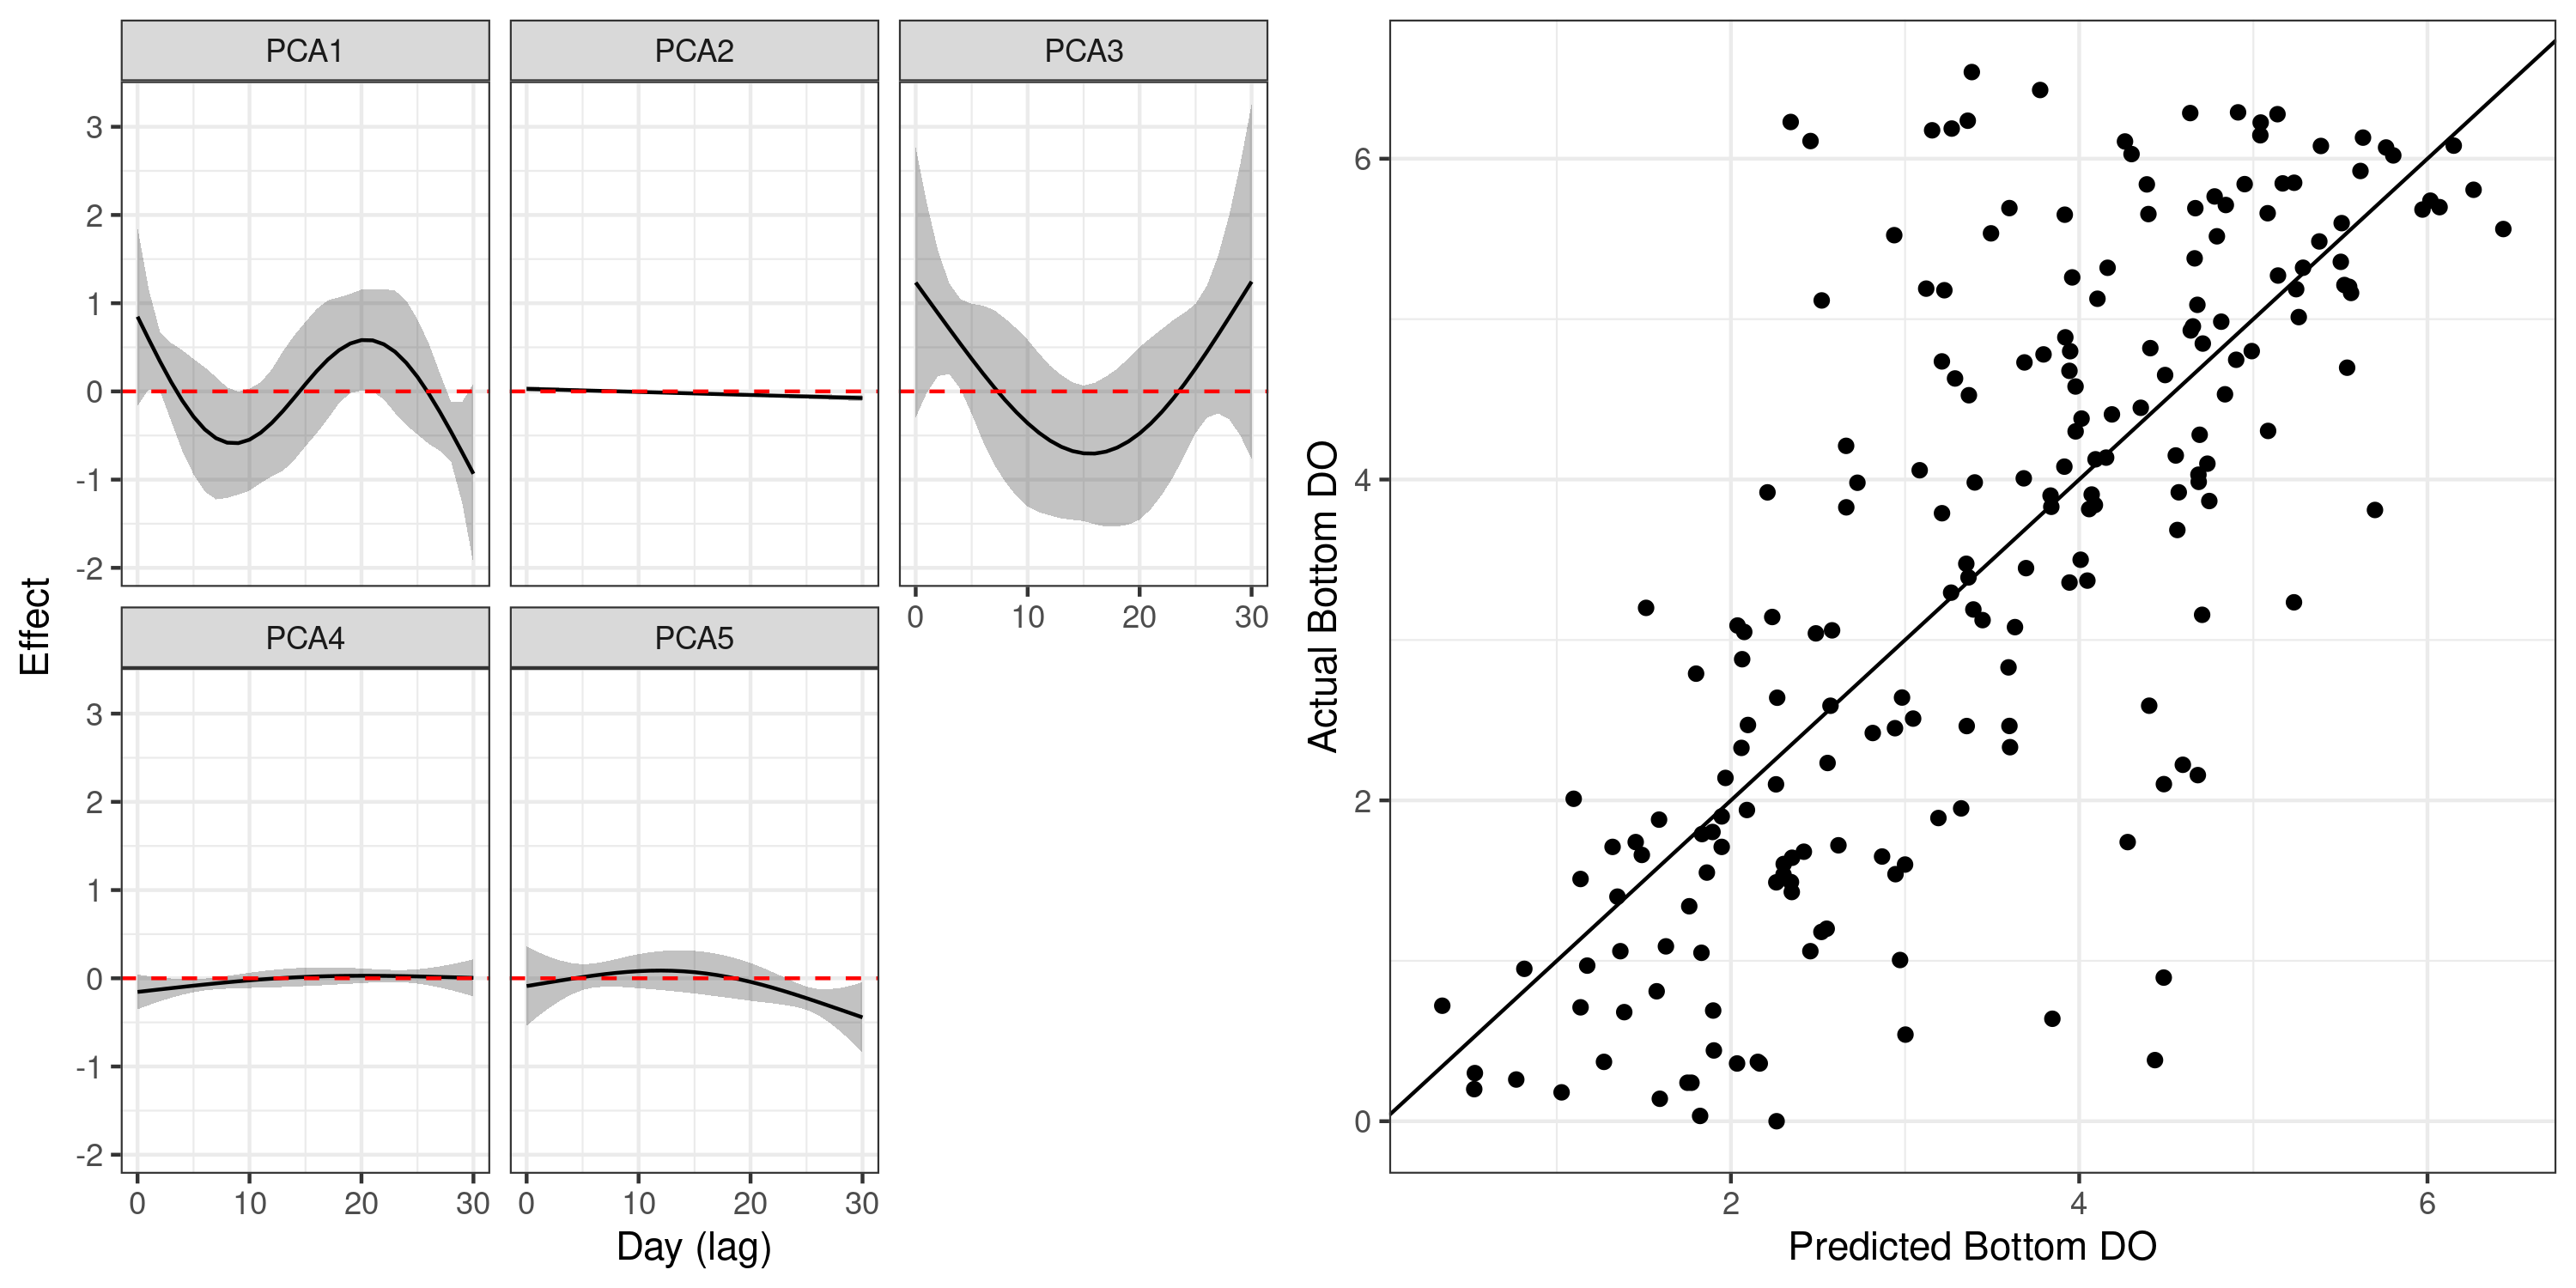 PCA1 PCA2 PCA3
3
2
1
0
-1
-2
0 10 20 30
PCA4 PCA5
3
2
1
0
-1
-2
0 10 20 30 0 10 20 30
Effect
Day (lag)
Actual Bottom DO
6
4
2
0
2 4 6
Predicted Bottom DO